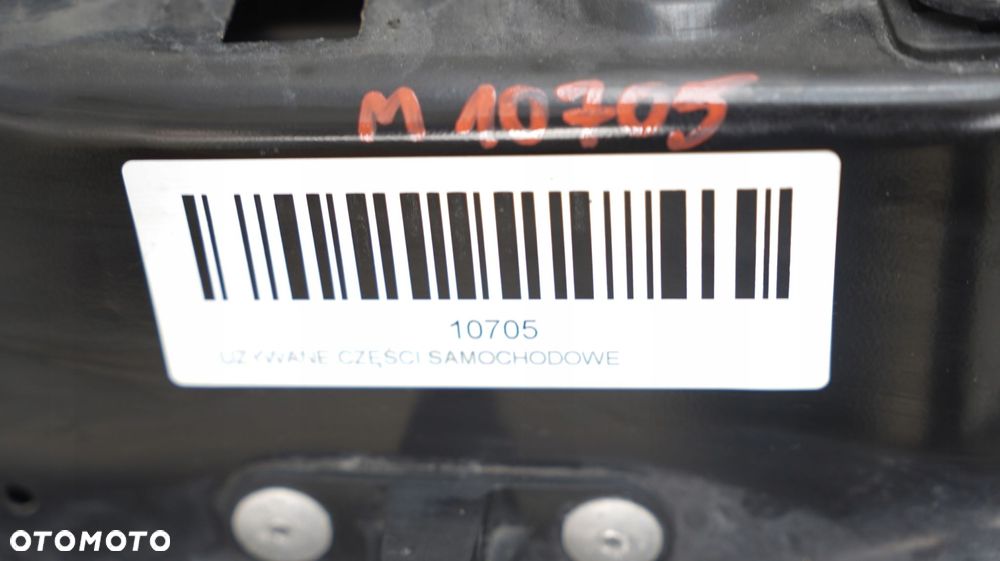 M 10705
10705
UŻYWANE CZĘŚCI SAMOCHODOWE
OTOMOTO